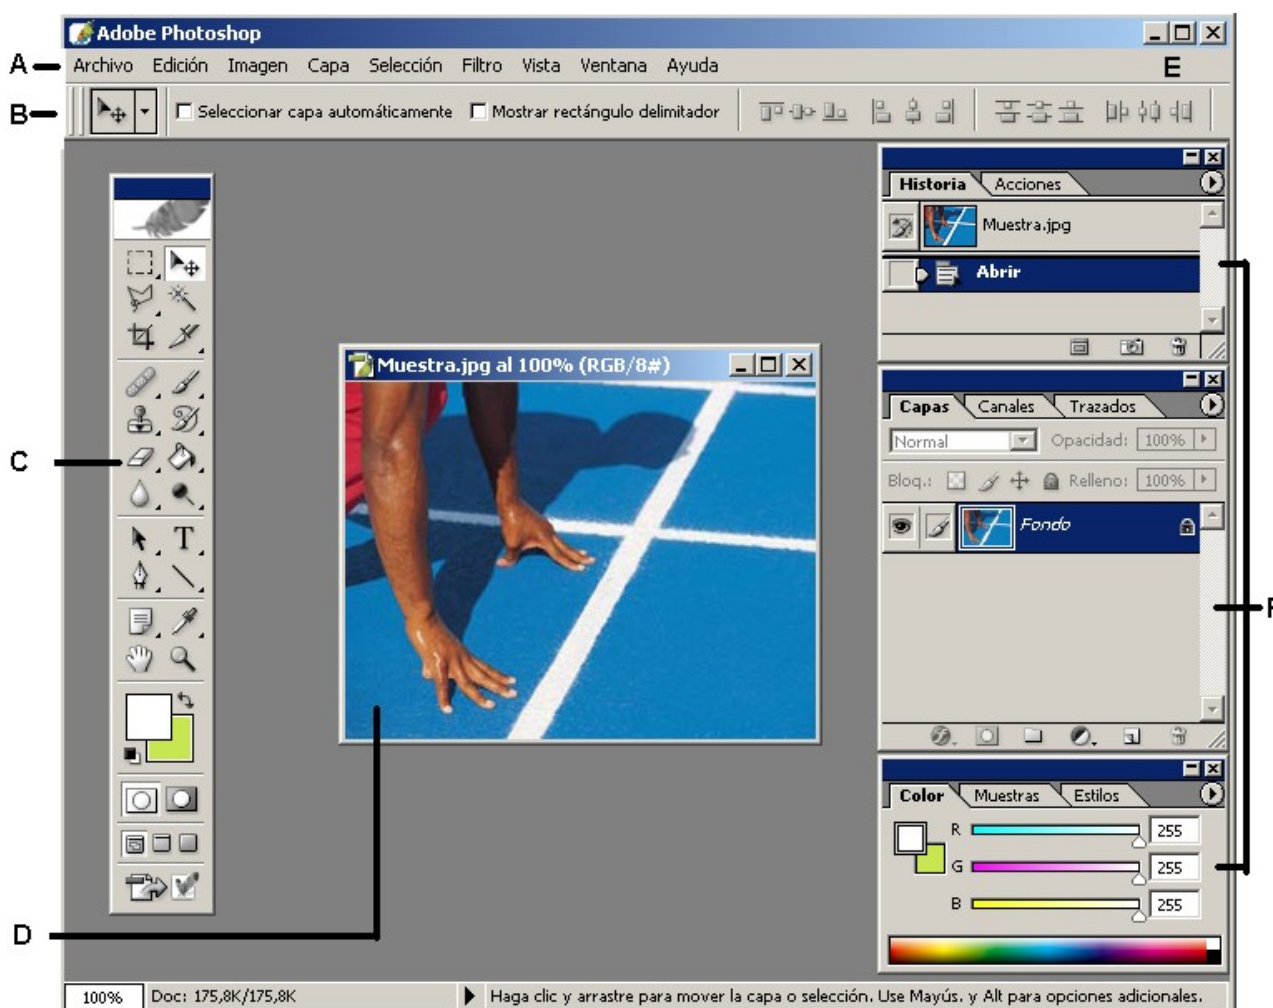 Adobe Photoshop
A
Archivo Edición Imagen Capa Selección Filtro Vista Ventana Ayuda
E
B
Seleccionar capa automáticamente Mostrar rectángulo delimitador
Historia Acciones
Muestra.jpg
Abrir
Muestra.jpg al 100% (RGB/8#)
Capas Canales Trazados
Normal Opacidad: 100%
C
Bloq.: Relleno: 100%
Fondo
T
F
Color Muestras Estilos
R 255
G 255
B 255
D
100% Doc: 175,8K/175,8K Haga clic y arrastre para mover la capa o selección. Use Mayús. y Alt para opciones adicionales.